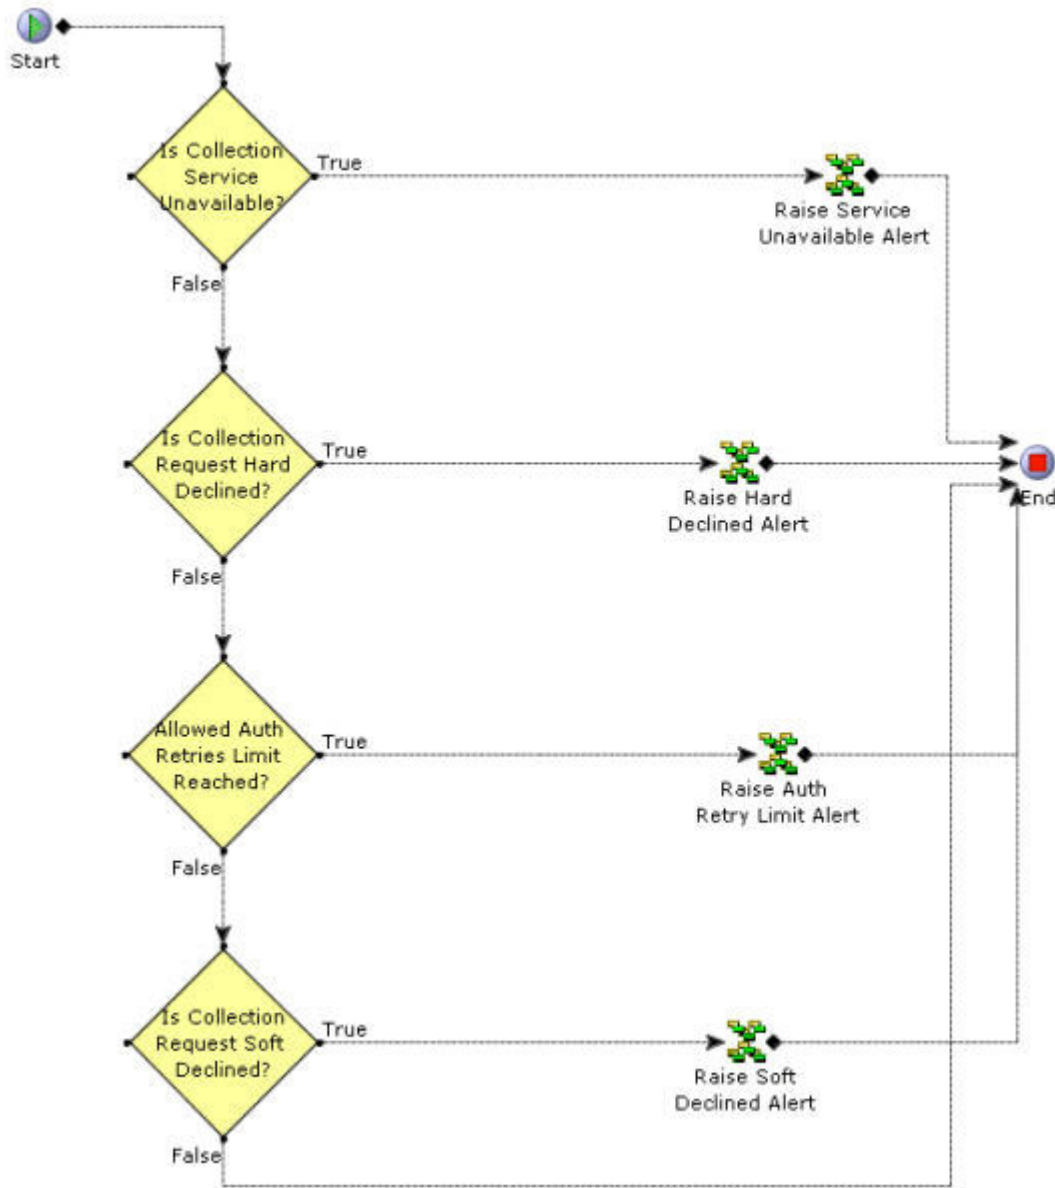 Start
Is Collection
Service
Unavailable?
True
Raise Service
Unavailable Alert
False
Is Collection
Request Hard
Declined?
True
Raise Hard
Declined Alert
End
False
Allowed Auth
Retries Limit
Reached?
True
Raise Auth
Retry Limit Alert
False
Is Collection
Request Soft
Declined?
True
Raise Soft
Declined Alert
False